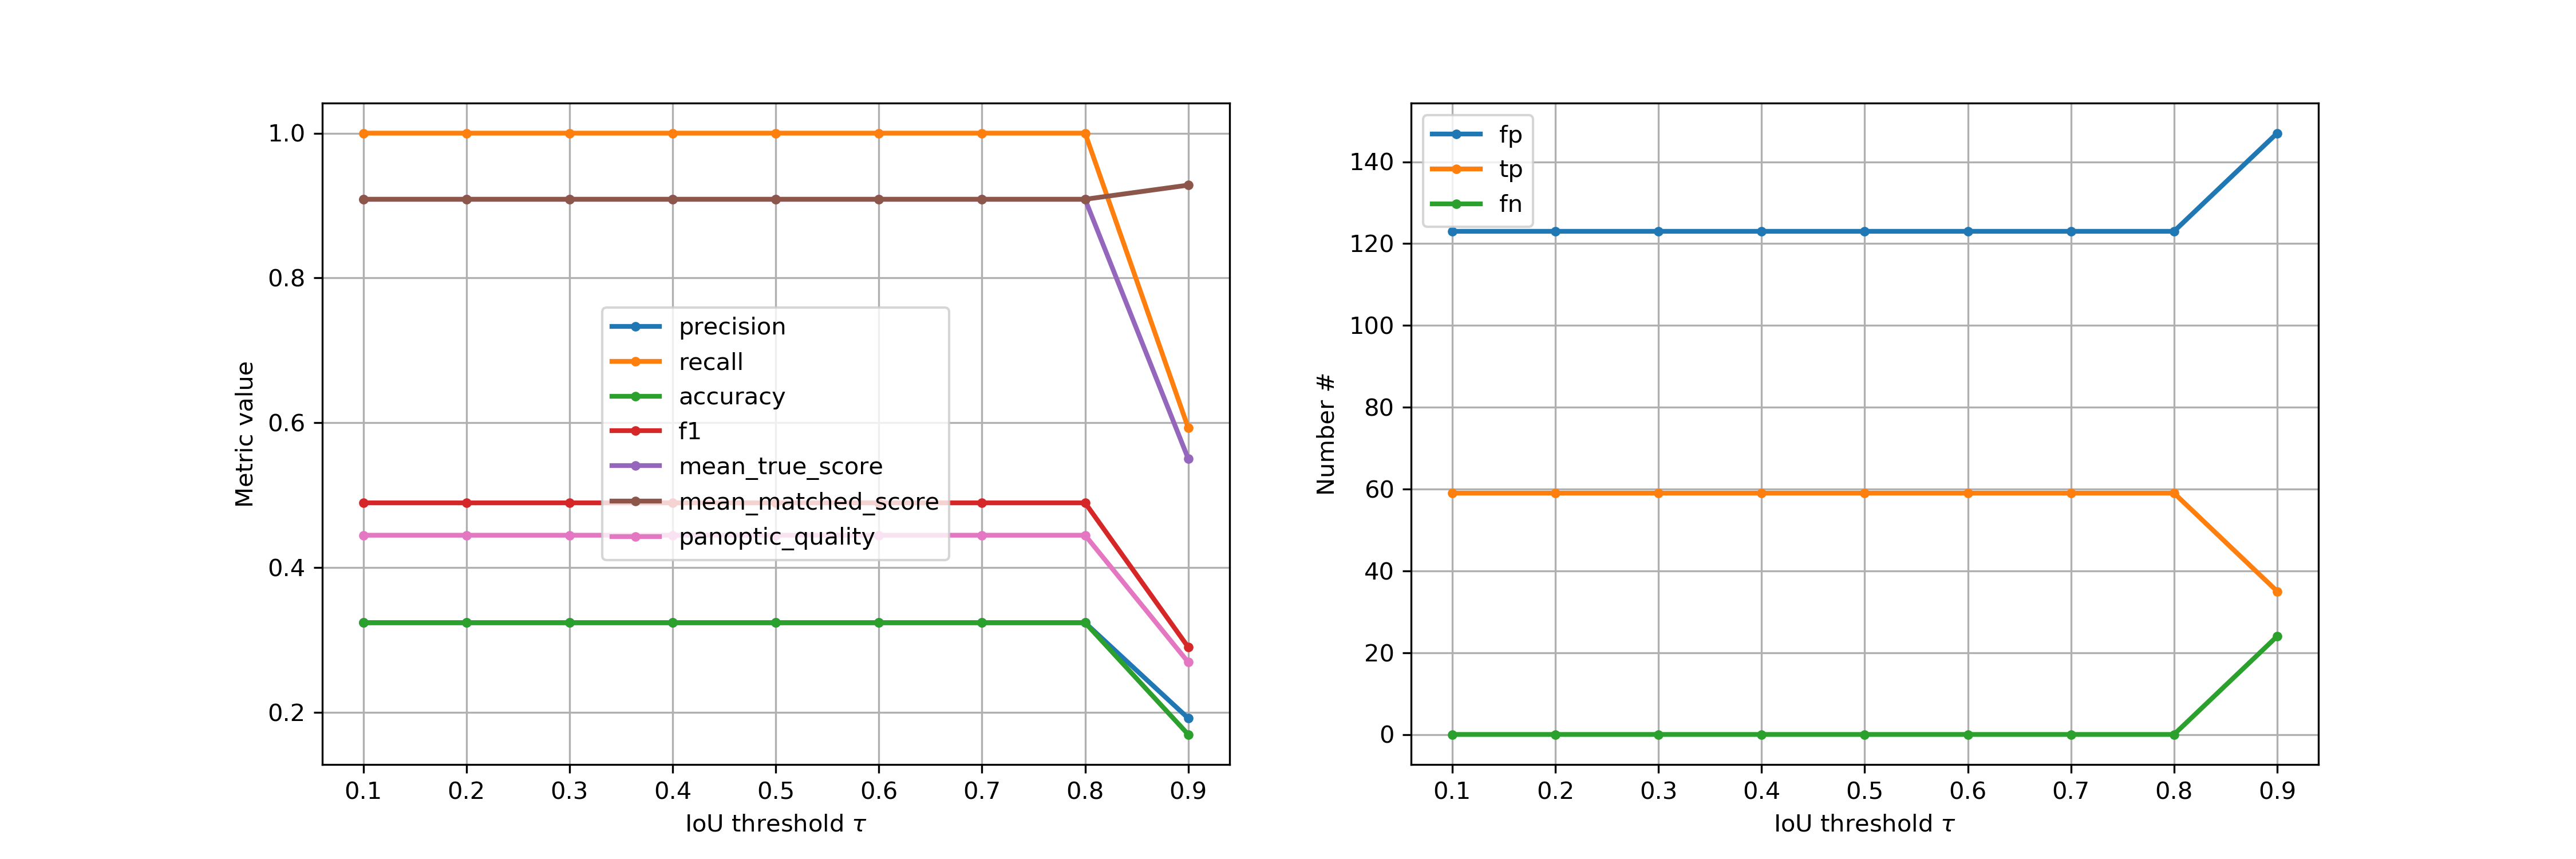 1.0
0.8
0.6
0.4
0.2
Metric value
precision
recall
accuracy
f1
mean_true_score
mean_matched_score
panoptic_quality
0.1 0.2 0.3 0.4 0.5 0.6 0.7 0.8 0.9
IoU threshold τ
140
120
100
80
60
40
20
0
Number #
fp
tp
fn
0.1 0.2 0.3 0.4 0.5 0.6 0.7 0.8 0.9
IoU threshold τ